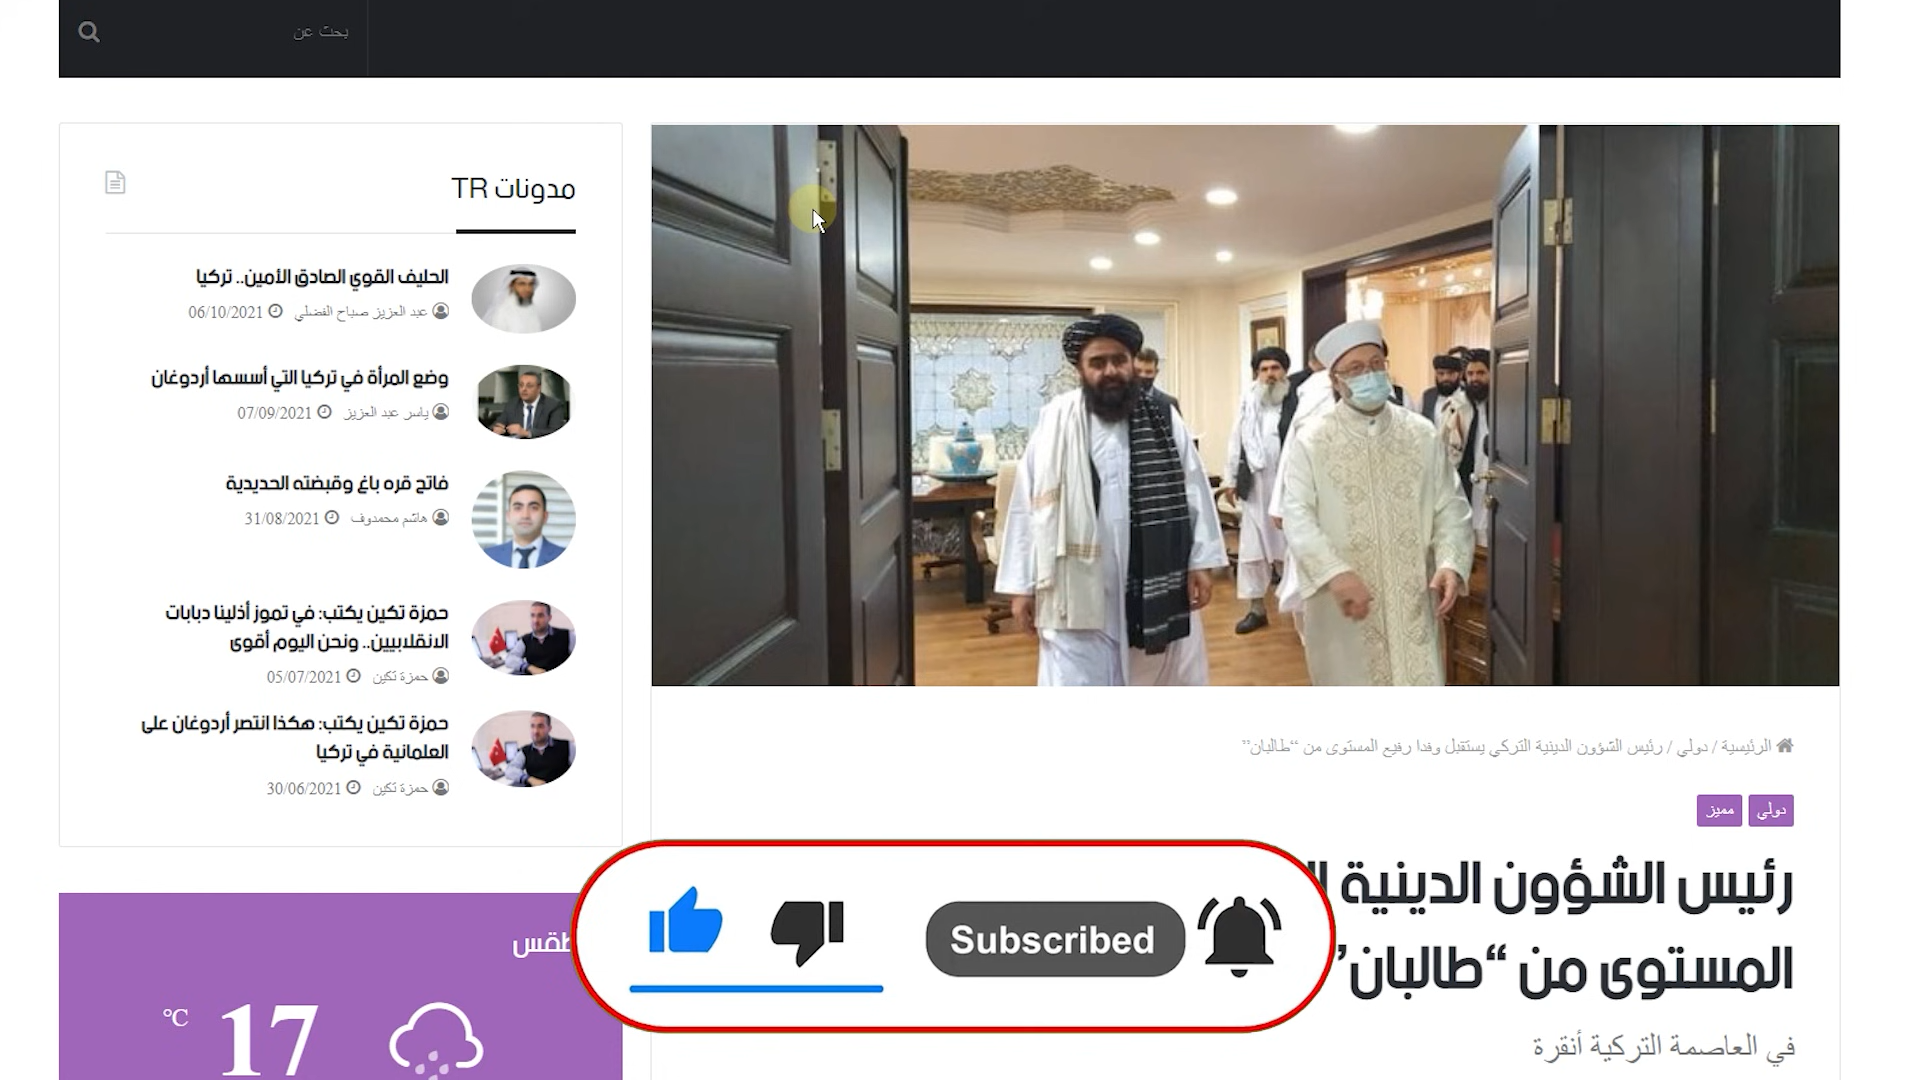 بحث عن
مدونات TR
الحليف القوي الصادق الأمين.. تركيا
عبد العزيز صباح الفضلي 06/10/2021
وضع المرأة في تركيا التي أسسها أردوغان
ياسر عبد العزيز 07/09/2021
فاتح قره باغ وقبضته الحديدية
هاشم محمدوف 31/08/2021
حمزة تكين يكتب: في تموز أذلينا دبابات
الانقلابيين.. ونحن اليوم أقوى
حمزة تكين 05/07/2021
حمزة تكين يكتب: هكذا انتصر أردوغان على
العلمانية في تركيا
حمزة تكين 30/06/2021
طقس
17 °C
الرئيسية / دولي / رئيس الشؤون الدينية التركي يستقبل وفدا رفيع المستوى من “طالبان”
دولي مميز
رئيس الشؤون الدينية
المستوى من “طالبان”
في العاصمة التركية أنقرة
Subscribed